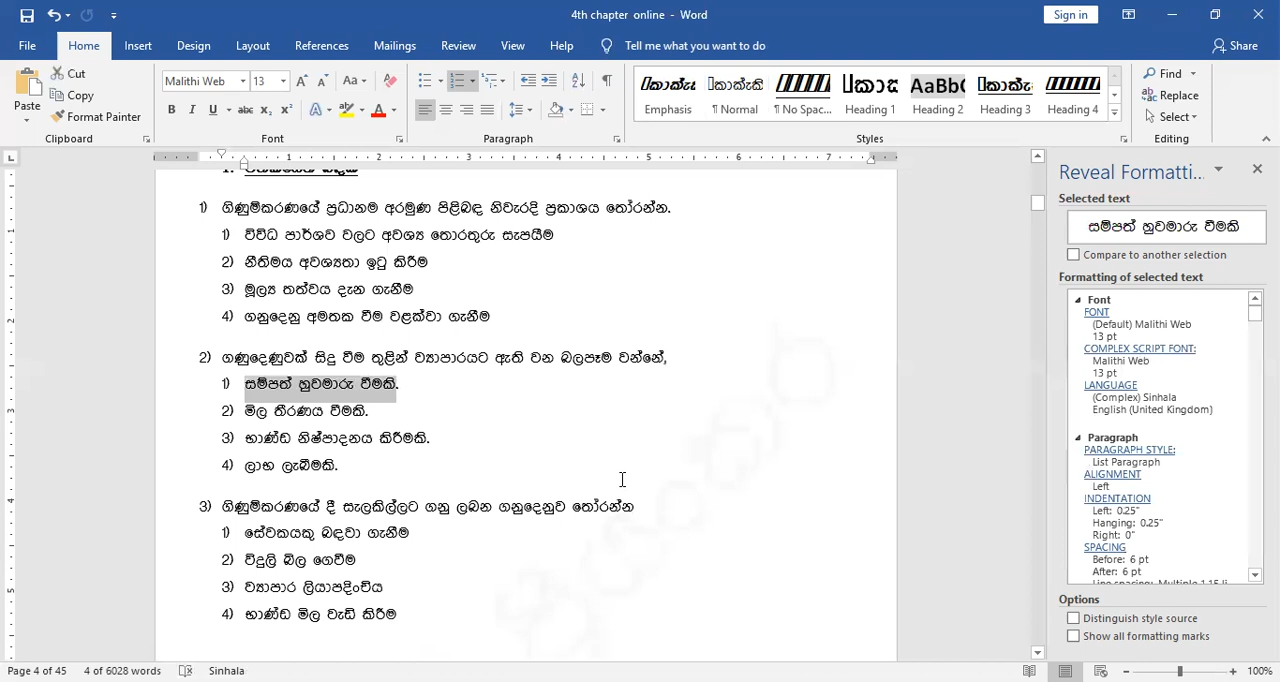 4th chapter online - Word
Sign in
File Home Insert Design Layout References Mailings Review View Help Tell me what you want to do Share
Paste
Cut
Copy
Format Painter
Clipboard
Malithi Web 13
Font
Paragraph
Emphasis
¶ Normal
¶ No Spac...
Heading 1
Heading 2
Heading 3
Heading 4
Styles
Find
Replace
Select
Editing
1) ගිණුම්කරණයේ ප්‍රධානම අරමුණ පිළිබඳ නිවැරදි ප්‍රකාශය තෝරන්න.
1) විවිධ පාර්ශව වලට අවශ්‍ය තොරතුරු සැපයීම
2) නීතිමය අවශ්‍යතා ඉටු කිරීම
3) මූල්‍ය තත්වය දැන ගැනීම
4) ගනුදෙනු අමතක වීම වළක්වා ගැනීම
2) ගණුදෙණුවක් සිදු වීම තුළින් ව්‍යාපාරයට ඇති වන බලපෑම වන්නේ,
1) සම්පත් හුවමාරු වීමකි.
2) මිල තීරණය වීමකි.
3) භාණ්ඩ නිෂ්පාදනය කිරීමකි.
4) ලාභ ලැබීමකි.
3) ගිණුම්කරණයේ දී සැලකිල්ලට ගනු ලබන ගනුදෙනුව තෝරන්න
1) සේවකයකු බඳවා ගැනීම
2) විදුලි බිල ගෙවීම
3) ව්‍යාපාර ලියාපදිංචිය
4) භාණ්ඩ මිල වැඩි කිරීම
Reveal Formatti...
Selected text
සම්පත් හුවමාරු වීමකි
Compare to another selection
Formatting of selected text
Font
FONT
(Default) Malithi Web
13 pt
COMPLEX SCRIPT FONT:
Malithi Web
13 pt
LANGUAGE
(Complex) Sinhala
English (United Kingdom)
Paragraph
PARAGRAPH STYLE:
List Paragraph
ALIGNMENT
Left
INDENTATION
Left: 0.25"
Hanging: 0.25"
Right: 0"
SPACING
Before: 6 pt
After: 6 pt
Line spacing: Multiple 1.15 li
Options
Distinguish style source
Show all formatting marks
Page 4 of 45 4 of 6028 words Sinhala 100%